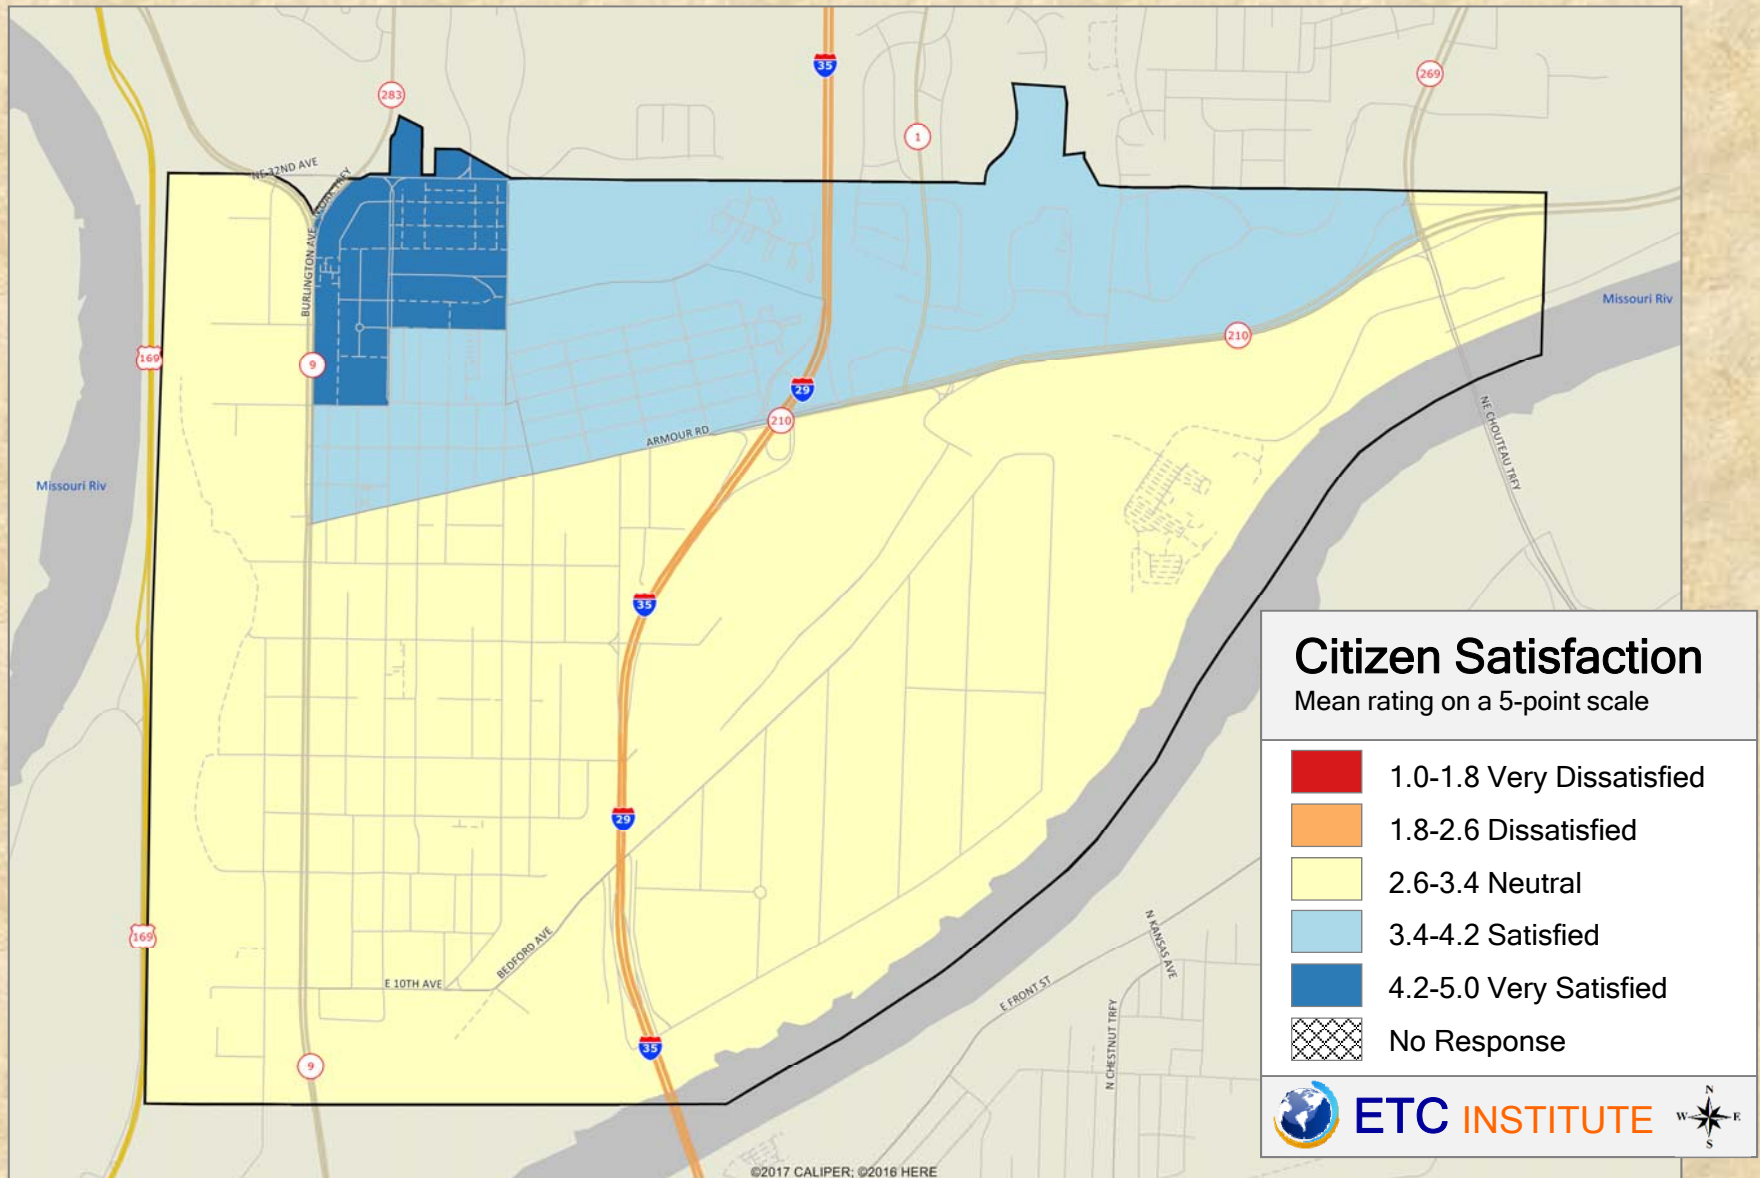 35
269
283
1
NE 32ND AVE
OAK TRFY
BURLINGTON AVE
Missouri Riv
210
169
9
29
210
NE CHOUTEAU TRFY
ARMOUR RD
Missouri Riv
35
Citizen Satisfaction
Mean rating on a 5-point scale
1.0-1.8 Very Dissatisfied
1.8-2.6 Dissatisfied
2.6-3.4 Neutral
3.4-4.2 Satisfied
4.2-5.0 Very Satisfied
No Response
29
169
BEDFORD AVE
E 10TH AVE
N KANSAS AVE
E FRONT ST
N CHESTNUT TRFY
35
9
ETC INSTITUTE
N
W E
S
©2017 CALIPER; ©2016 HERE